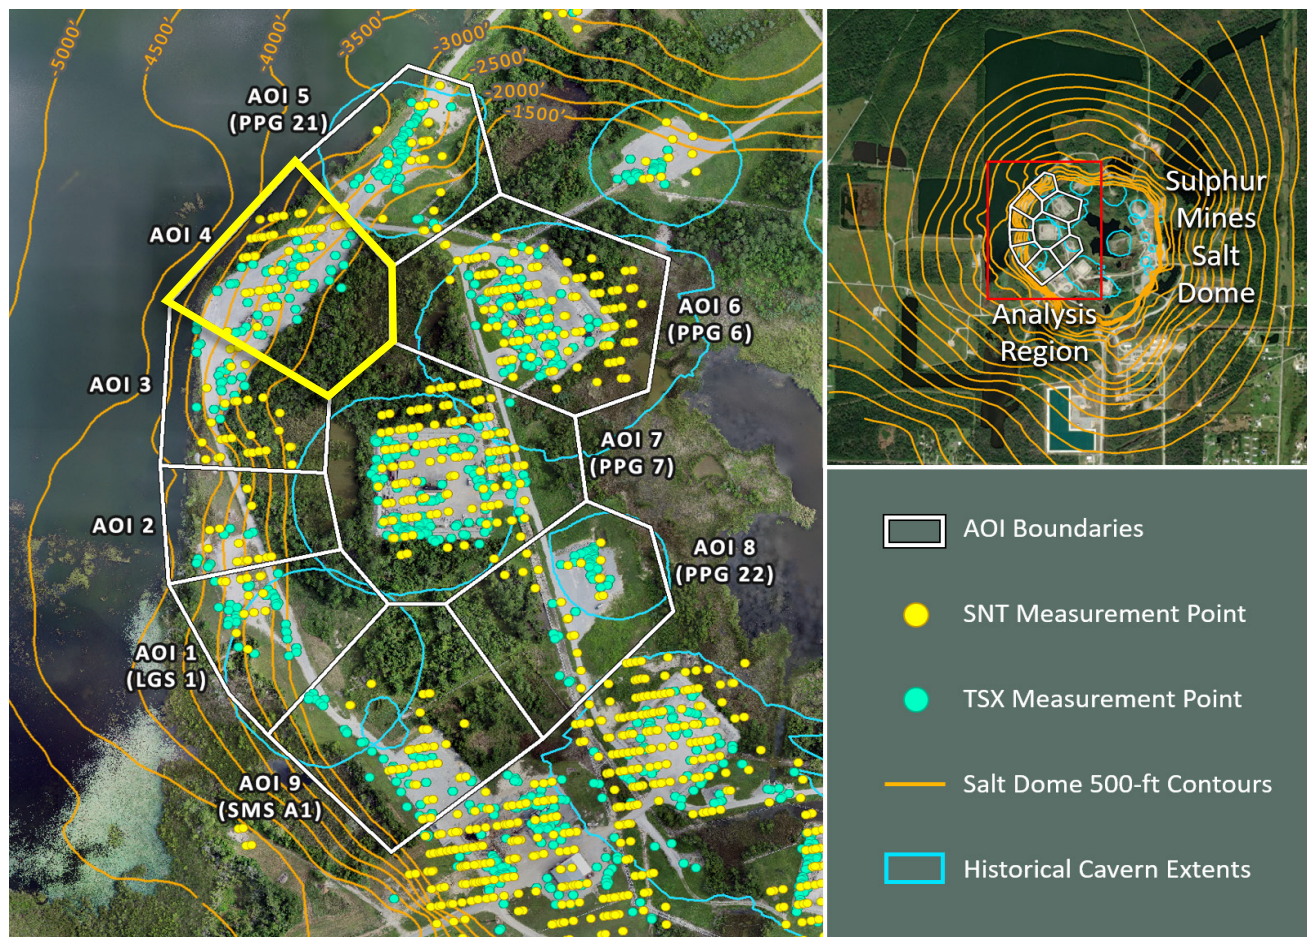 -5000'
-4500'
-4000'
-3500'
-3000'
-2500'
-2000'
-1500'
AOI 5
(PPG 21)
AOI 4
AOI 3
AOI 2
AOI 1
(LGS 1)
AOI 9
(SMS A1)
AOI 6
(PPG 6)
AOI 7
(PPG 7)
AOI 8
(PPG 22)
Sulphur
Mines
Salt
Dome
Analysis
Region
AOI Boundaries
SNT Measurement Point
TSX Measurement Point
Salt Dome 500-ft Contours
Historical Cavern Extents